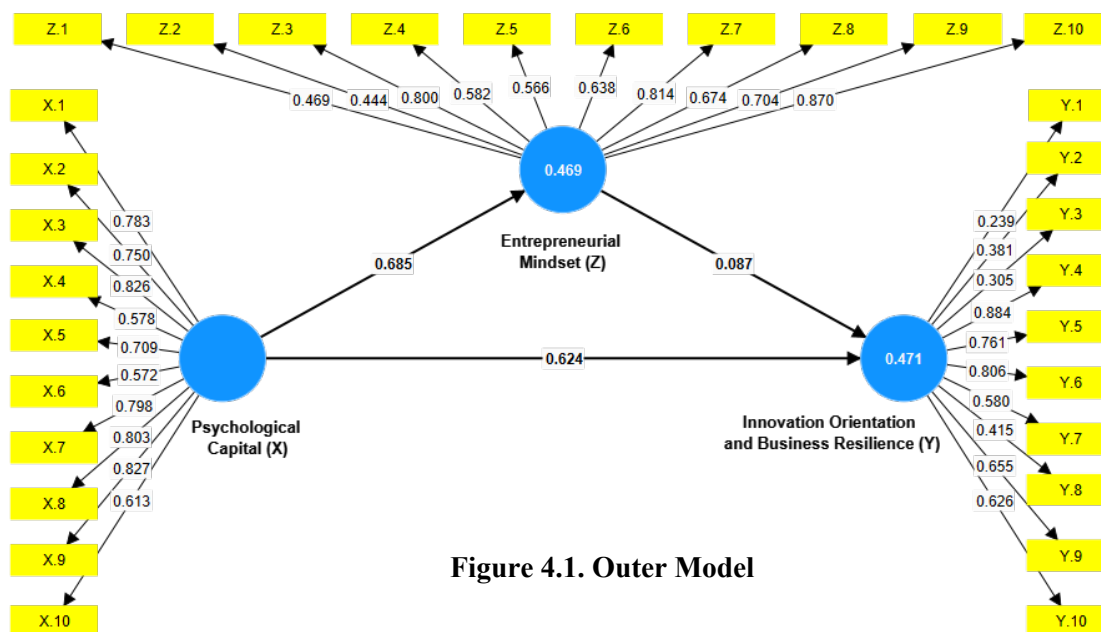 Z.1 Z.2 Z.3 Z.4 Z.5 Z.6 Z.7 Z.8 Z.9 Z.10
0.469 0.444 0.800 0.582 0.566 0.638 0.814 0.674 0.704 0.870
X.1
X.2
X.3
X.4
X.5
X.6
X.7
X.8
X.9
X.10
0.783
0.750
0.826
0.578
0.709
0.572
0.798
0.803
0.827
0.613
Psychological
Capital (X)
0.685
0.469
Entrepreneurial
Mindset (Z)
0.087
0.624
0.471
Innovation Orientation
and Business Resilience (Y)
0.239
0.381
0.305
0.884
0.761
0.806
0.580
0.415
0.655
0.626
Y.1
Y.2
Y.3
Y.4
Y.5
Y.6
Y.7
Y.8
Y.9
Y.10
Figure 4.1. Outer Model